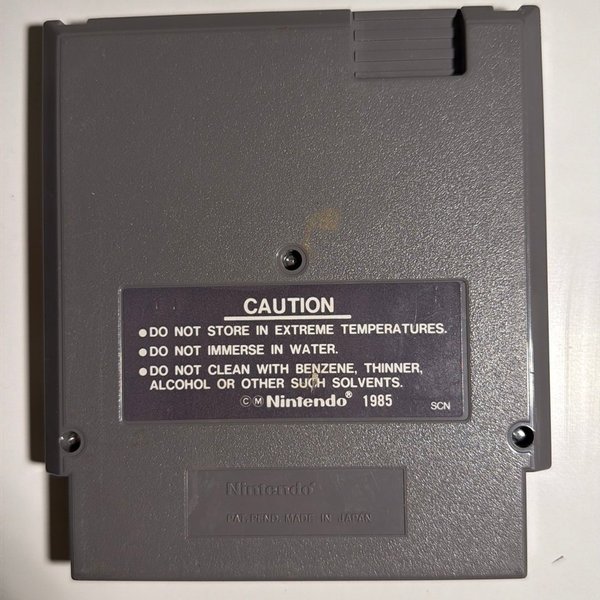 CAUTION
●DO NOT STORE IN EXTREME TEMPERATURES.
●DO NOT IMMERSE IN WATER.
●DO NOT CLEAN WITH BENZENE, THINNER,
ALCOHOL OR OTHER SUCH SOLVENTS.
©Ⓜ Nintendo® 1985
SCN
Nintendo®
PAT. PEND. MADE IN JAPAN